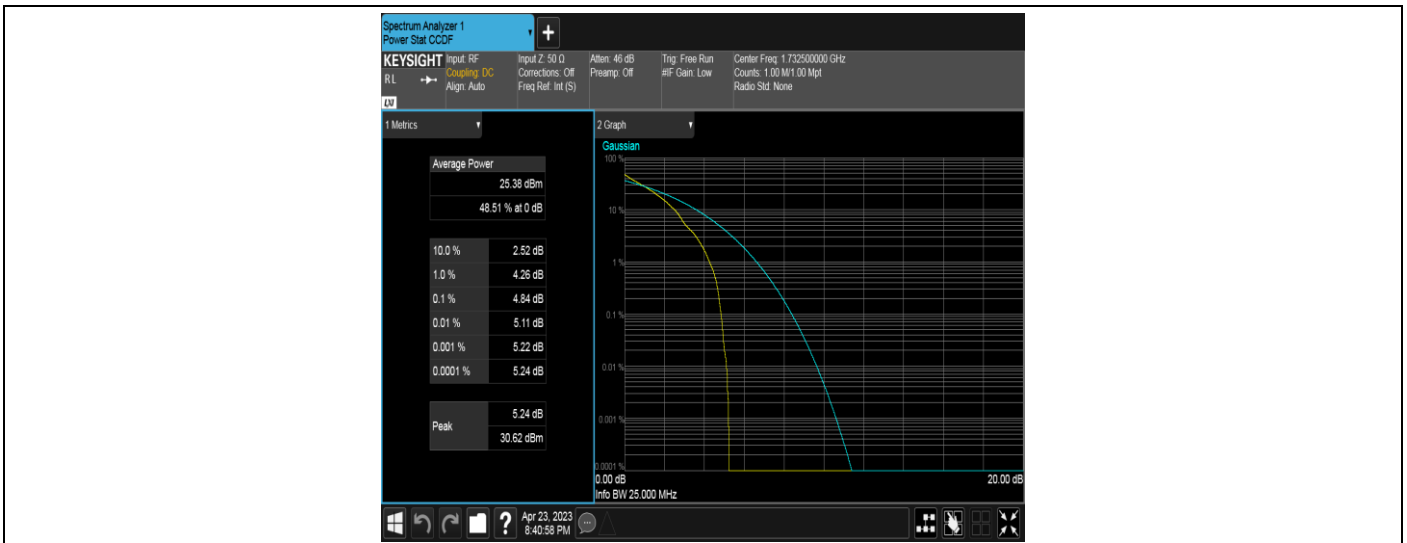 Spectrum Analyzer 1
Power Stat CCDF
+
KEYSIGHT
RL
LXI
Input: RF
Coupling: DC
Align: Auto
Input Z: 50 Ω
Corrections: Off
Freq Ref: Int (S)
Atten: 46 dB
Preamp: Off
Trig: Free Run
#IF Gain: Low
Center Freq: 1.732500000 GHz
Counts: 1.00 M/1.00 Mpt
Radio Std: None
1 Metrics
Average Power
25.38 dBm
48.51 % at 0 dB
10.0 % 2.52 dB
1.0 % 4.26 dB
0.1 % 4.84 dB
0.01 % 5.11 dB
0.001 % 5.22 dB
0.0001 % 5.24 dB
Peak
5.24 dB
30.62 dBm
2 Graph
Gaussian
100 %
10 %
1 %
0.1 %
0.01 %
0.001 %
0.0001 %
0.00 dB 20.00 dB
Info BW 25.000 MHz
?
Apr 23, 2023
8:40:58 PM